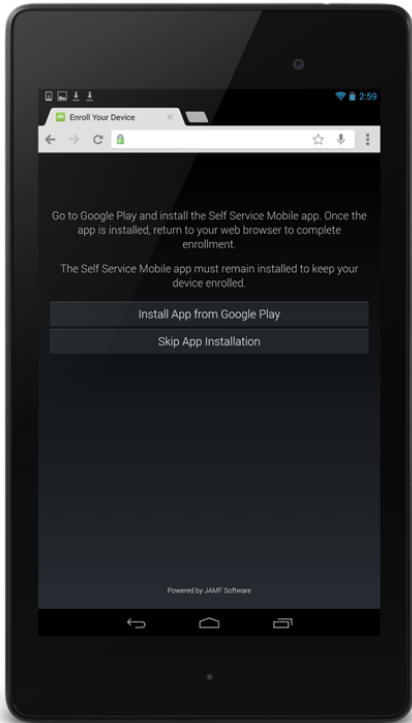 2:59
Enroll Your Device
Go to Google Play and install the Self Service Mobile app. Once the
app is installed, return to your web browser to complete
enrollment.
The Self Service Mobile app must remain installed to keep your
device enrolled.
Install App from Google Play
Skip App Installation
Powered by JAMF Software